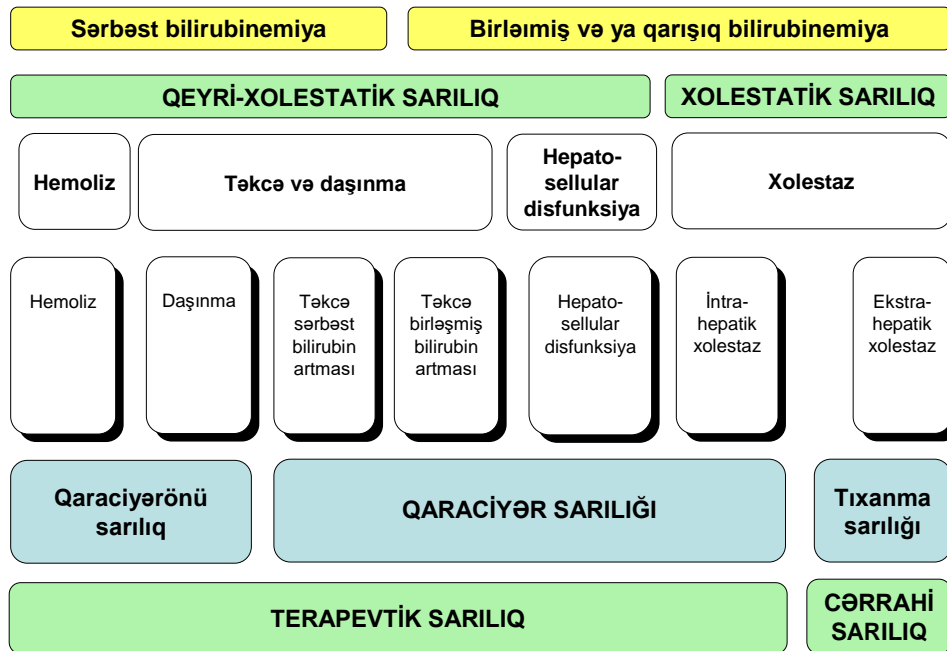 Sərbəst bilirubinemiya
Birləımiş və ya qarışıq bilirubinemiya
QEYRİ-XOLESTATİK SARILIQ
XOLESTATİK SARILIQ
Hemoliz
Təkcə və daşınma
Hepato-
sellular
disfunksiya
Xolestaz
Hemoliz
Daşınma
Təkcə
sərbəst
bilirubin
artması
Təkcə
birləşmiş
bilirubin
artması
Hepato-
sellular
disfunksiya
İntra-
hepatik
xolestaz
Ekstra-
hepatik
xolestaz
Qaraciyərönü
sarılıq
QARACİYƏR SARILIĞI
Tıxanma
sarılığı
TERAPEVTİK SARILIQ
CƏRRAHİ
SARILIQ